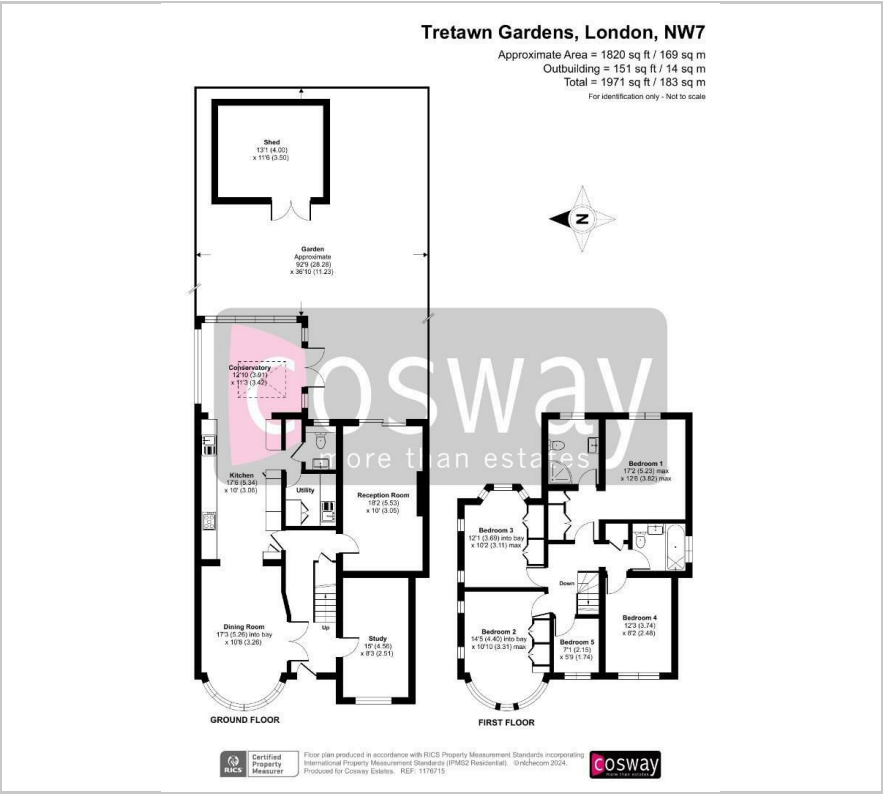 Tretawn Gardens, London, NW7
Approximate Area = 1820 sq ft / 169 sq m
Outbuilding = 151 sq ft / 14 sq m
Total = 1971 sq ft / 183 sq m
For identification only - Not to scale
Shed
13'1 (4.00)
x 11'6 (3.50)
N
Garden
Approximate
92'9 (28.28)
x 36'10 (11.23)
cosway
more than estates
Conservatory
12'10 (3.91)
x 11'3 (3.42)
Kitchen
17'6 (5.34)
x 10' (3.05)
Utility
Reception Room
18'2 (5.53)
x 10' (3.05)
Dining Room
17'3 (5.26) into bay
x 10'8 (3.26)
Up
Study
15' (4.56)
x 8'3 (2.51)
GROUND FLOOR
Bedroom 1
17'2 (5.23) max
x 12'6 (3.82) max
Bedroom 3
12'1 (3.69) into bay
x 10'2 (3.11) max
Down
Bedroom 2
14'5 (4.40) into bay
x 10'10 (3.31) max
Bedroom 4
12'3 (3.74)
x 8'2 (2.48)
Bedroom 5
7'1 (2.15)
x 5'9 (1.74)
FIRST FLOOR
RICS
Certified
Property
Measurer
Floor plan produced in accordance with RICS Property Measurement Standards incorporating
International Property Measurement Standards (IPMS2 Residential). © nichecom 2024.
Produced for Cosway Estates. REF: 1176715
cosway
more than estates